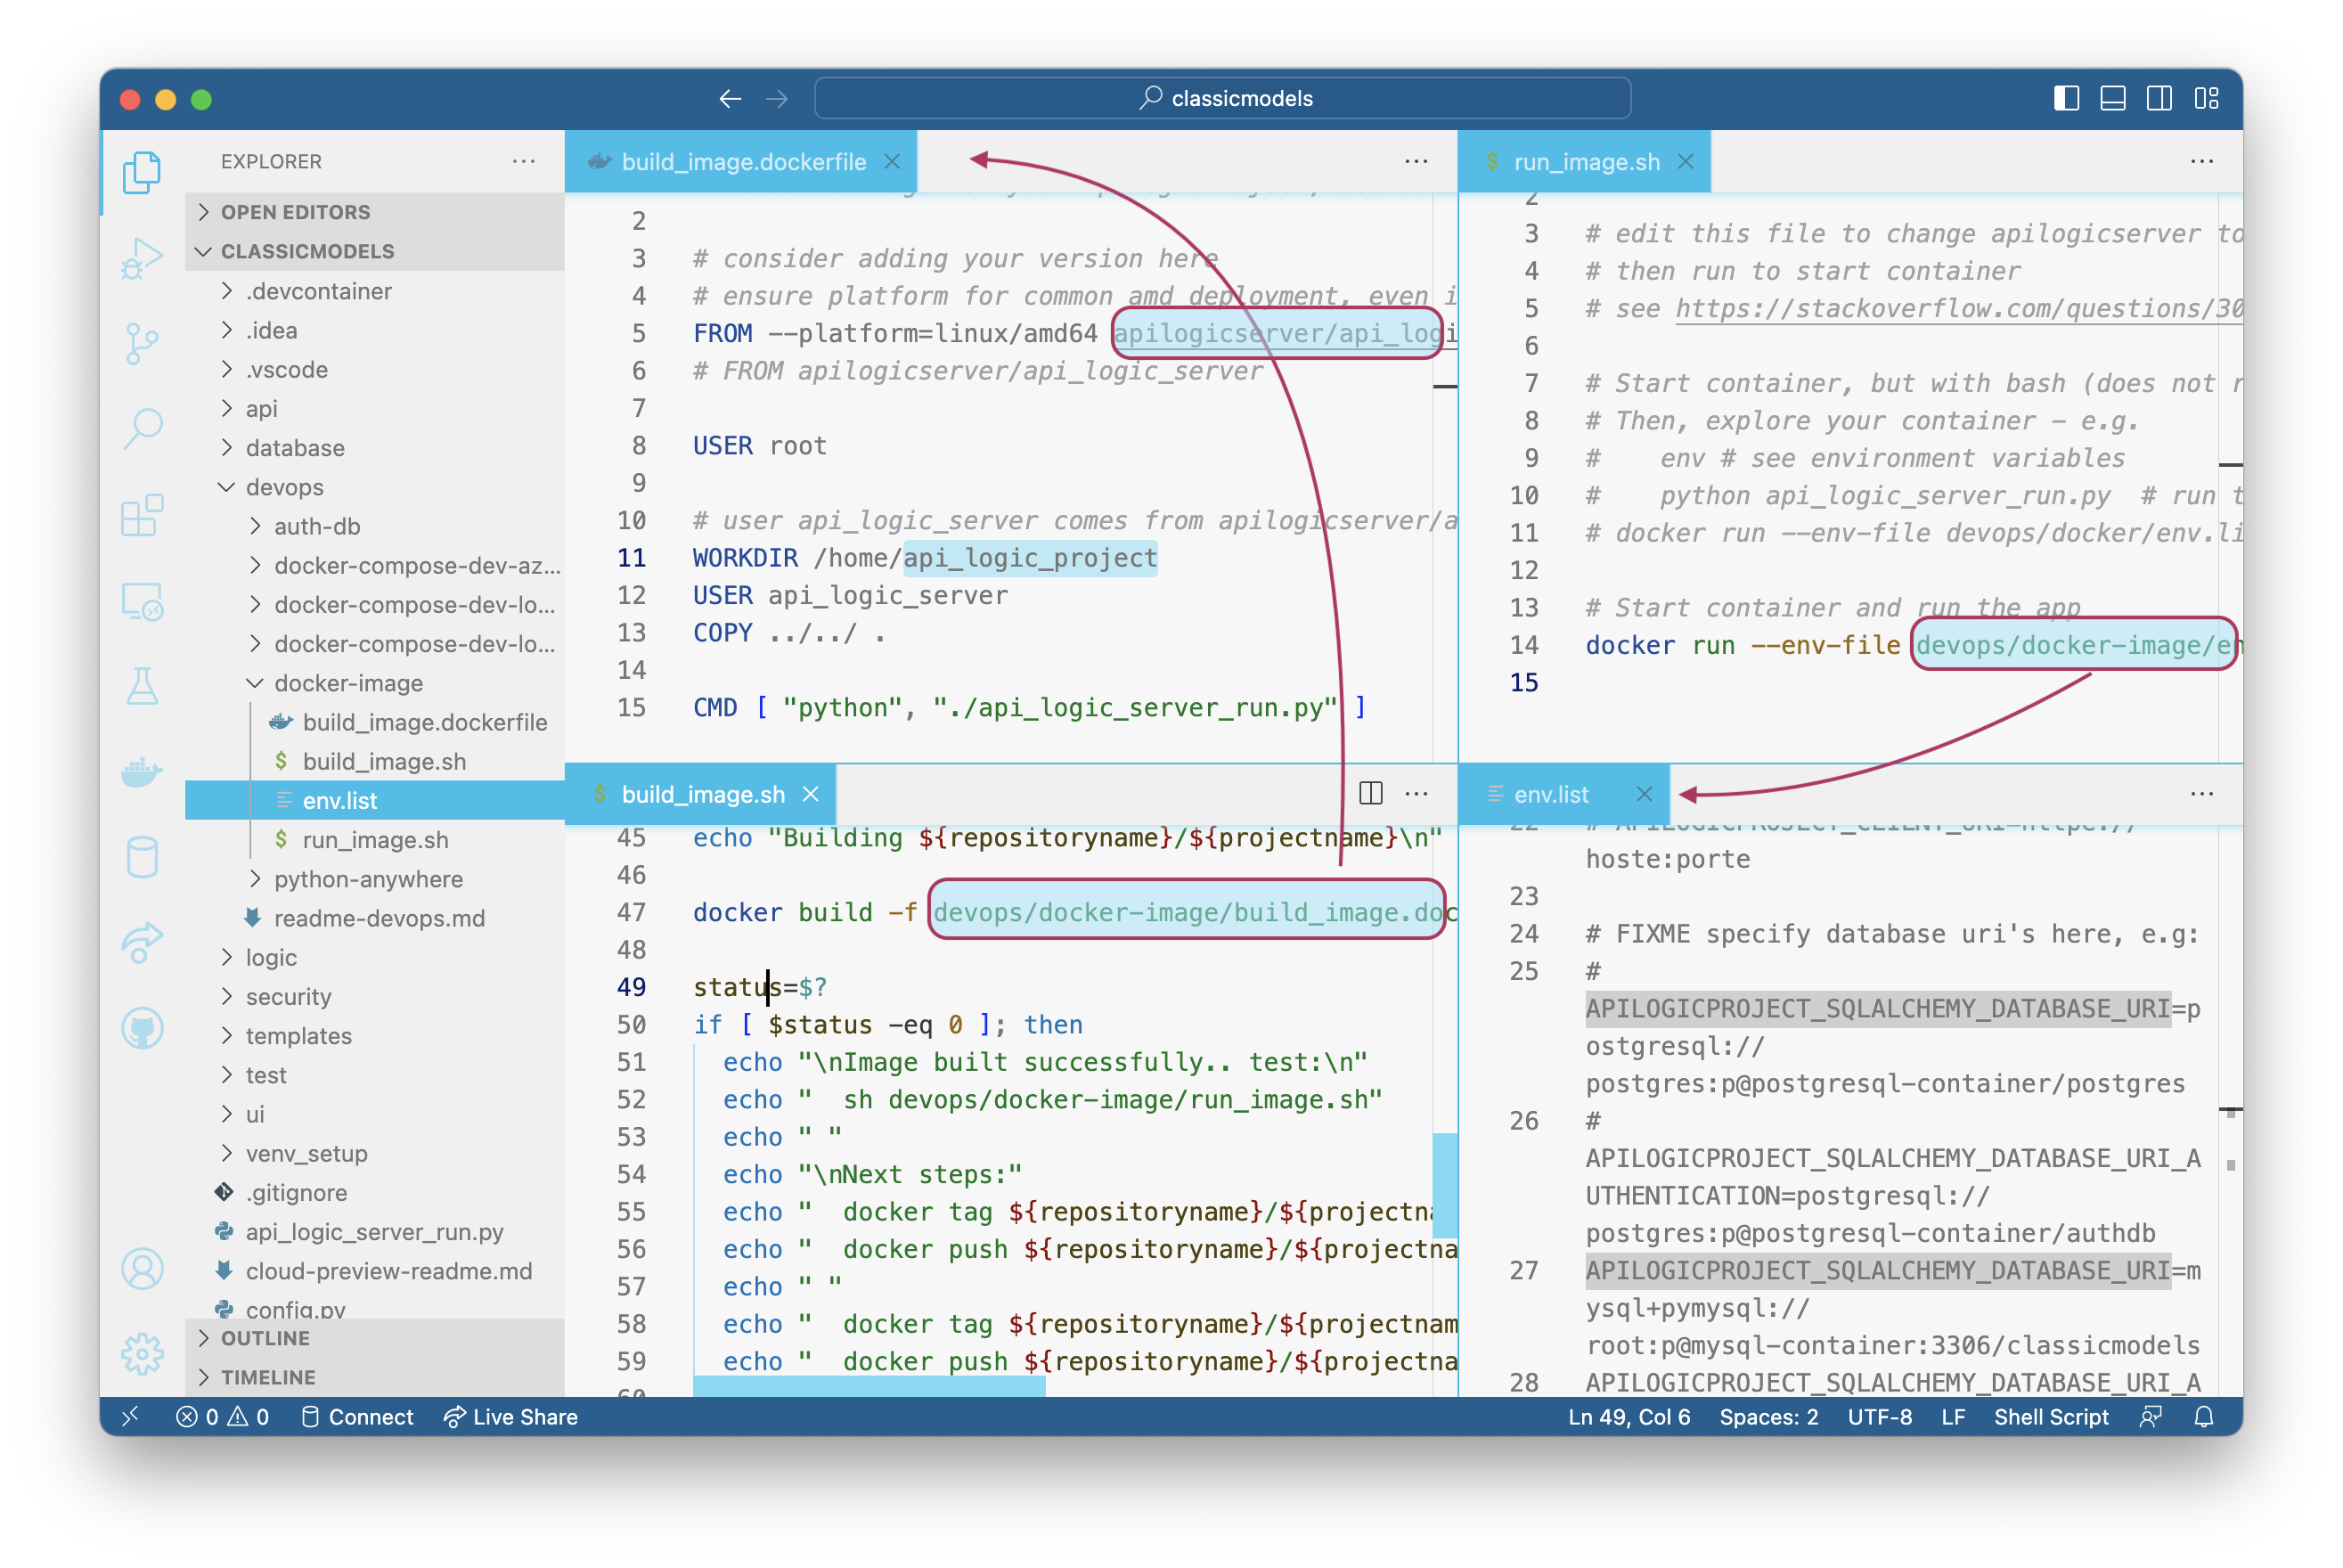 classicmodels
EXPLORER
OPEN EDITORS
CLASSICMODELS
.devcontainer
.idea
.vscode
api
database
devops
auth-db
docker-compose-dev-az...
docker-compose-dev-lo...
docker-compose-dev-lo...
docker-image
build_image.dockerfile
build_image.sh
env.list
run_image.sh
python-anywhere
readme-devops.md
logic
security
templates
test
ui
venv_setup
.gitignore
api_logic_server_run.py
cloud-preview-readme.md
config.py
OUTLINE
TIMELINE
build_image.dockerfile
2
3 # consider adding your version here
4 # ensure platform for common amd deployment, even i
5 FROM --platform=linux/amd64 apilogicserver/api_logi
6 # FROM apilogicserver/api_logic_server
7
8 USER root
9
10 # user api_logic_server comes from apilogicserver/a
11 WORKDIR /home/api_logic_project
12 USER api_logic_server
13 COPY ../../ .
14
15 CMD [ "python", "./api_logic_server_run.py" ]
run_image.sh
2
3 # edit this file to change apilogicserver to
4 # then run to start container
5 # see https://stackoverflow.com/questions/30
6
7 # Start container, but with bash (does not r
8 # Then, explore your container - e.g.
9 #    env # see environment variables
10 #    python api_logic_server_run.py  # run t
11 # docker run --env-file devops/docker/env.li
12
13 # Start container and run the app
14 docker run --env-file devops/docker-image/en
15
build_image.sh
45 echo "Building ${repositoryname}/${projectname}\n"
46
47 docker build -f devops/docker-image/build_image.doc
48
49 status=$?
50 if [ $status -eq 0 ]; then
51   echo "\nImage built successfully.. test:\n"
52   echo "  sh devops/docker-image/run_image.sh"
53   echo " "
54   echo "\nNext steps:"
55   echo "  docker tag ${repositoryname}/${projectna
56   echo "  docker push ${repositoryname}/${projectna
57   echo " "
58   echo "  docker tag ${repositoryname}/${projectnam
59   echo "  docker push ${repositoryname}/${projectna
60
env.list
22 # APILOGICPROJECT_CLIENT_URI=httpe://
hoste:porte
23
24 # FIXME specify database uri's here, e.g:
25 #
APILOGICPROJECT_SQLALCHEMY_DATABASE_URI=p
ostgresql://
postgres:p@postgresql-container/postgres
26 #
APILOGICPROJECT_SQLALCHEMY_DATABASE_URI_A
UTHENTICATION=postgresql://
postgres:p@postgresql-container/authdb
27 APILOGICPROJECT_SQLALCHEMY_DATABASE_URI=m
ysql+pymysql://
root:p@mysql-container:3306/classicmodels
28 APILOGICPROJECT_SQLALCHEMY_DATABASE_URI_A
0 0 Connect Live Share
Ln 49, Col 6 Spaces: 2 UTF-8 LF Shell Script